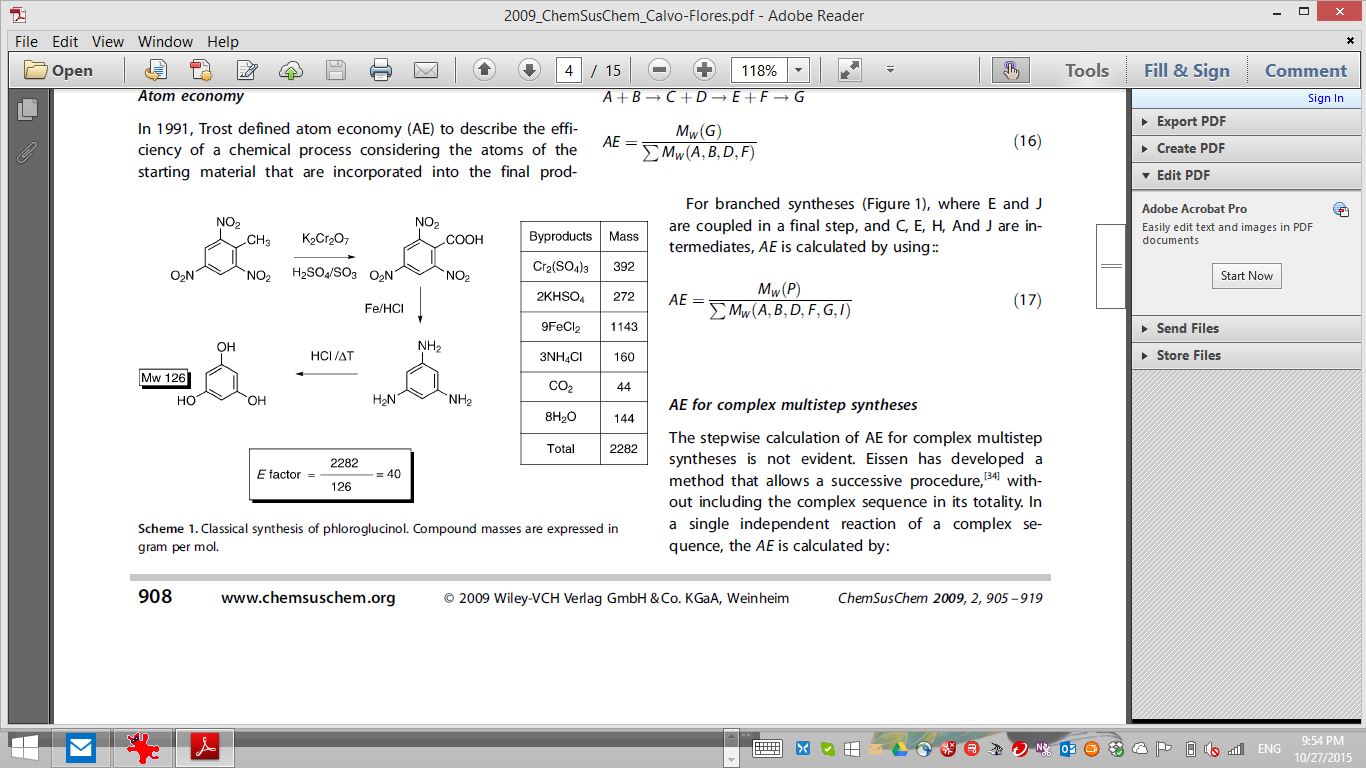 2009_ChemSusChem_Calvo-Flores.pdf - Adobe Reader
File Edit View Window Help
Open 4 / 15 118% Tools Fill & Sign Comment
Sign In
Export PDF
Create PDF
Edit PDF
Adobe Acrobat Pro
Easily edit text and images in PDF
documents
Start Now
Send Files
Store Files
Atom economy
In 1991, Trost defined atom economy (AE) to describe the effi-
ciency of a chemical process considering the atoms of the
starting material that are incorporated into the final prod-
A + B → C + D → E + F → G
AE = M_W(G) / ∑ M_W(A, B, D, F) (16)
For branched syntheses (Figure 1), where E and J
are coupled in a final step, and C, E, H, And J are in-
termediates, AE is calculated by using::
AE = M_W(P) / ∑ M_W(A, B, D, F, G, I) (17)
NO2
CH3
O2N
NO2
K2Cr2O7
H2SO4/SO3
NO2
COOH
O2N
NO2
Fe/HCl
NH2
H2N
NH2
HCl /ΔT
OH
HO
OH
Mw 126
Byproducts Mass
Cr2(SO4)3 392
2KHSO4 272
9FeCl2 1143
3NH4Cl 160
CO2 44
8H2O 144
Total 2282
E factor = 2282 / 126 = 40
Scheme 1. Classical synthesis of phloroglucinol. Compound masses are expressed in
gram per mol.
AE for complex multistep syntheses
The stepwise calculation of AE for complex multistep
syntheses is not evident. Eissen has developed a
method that allows a successive procedure,[34] with-
out including the complex sequence in its totality. In
a single independent reaction of a complex se-
quence, the AE is calculated by:
908 www.chemsuschem.org © 2009 Wiley-VCH Verlag GmbH & Co. KGaA, Weinheim ChemSusChem 2009, 2, 905 – 919
ENG
9:54 PM
10/27/2015